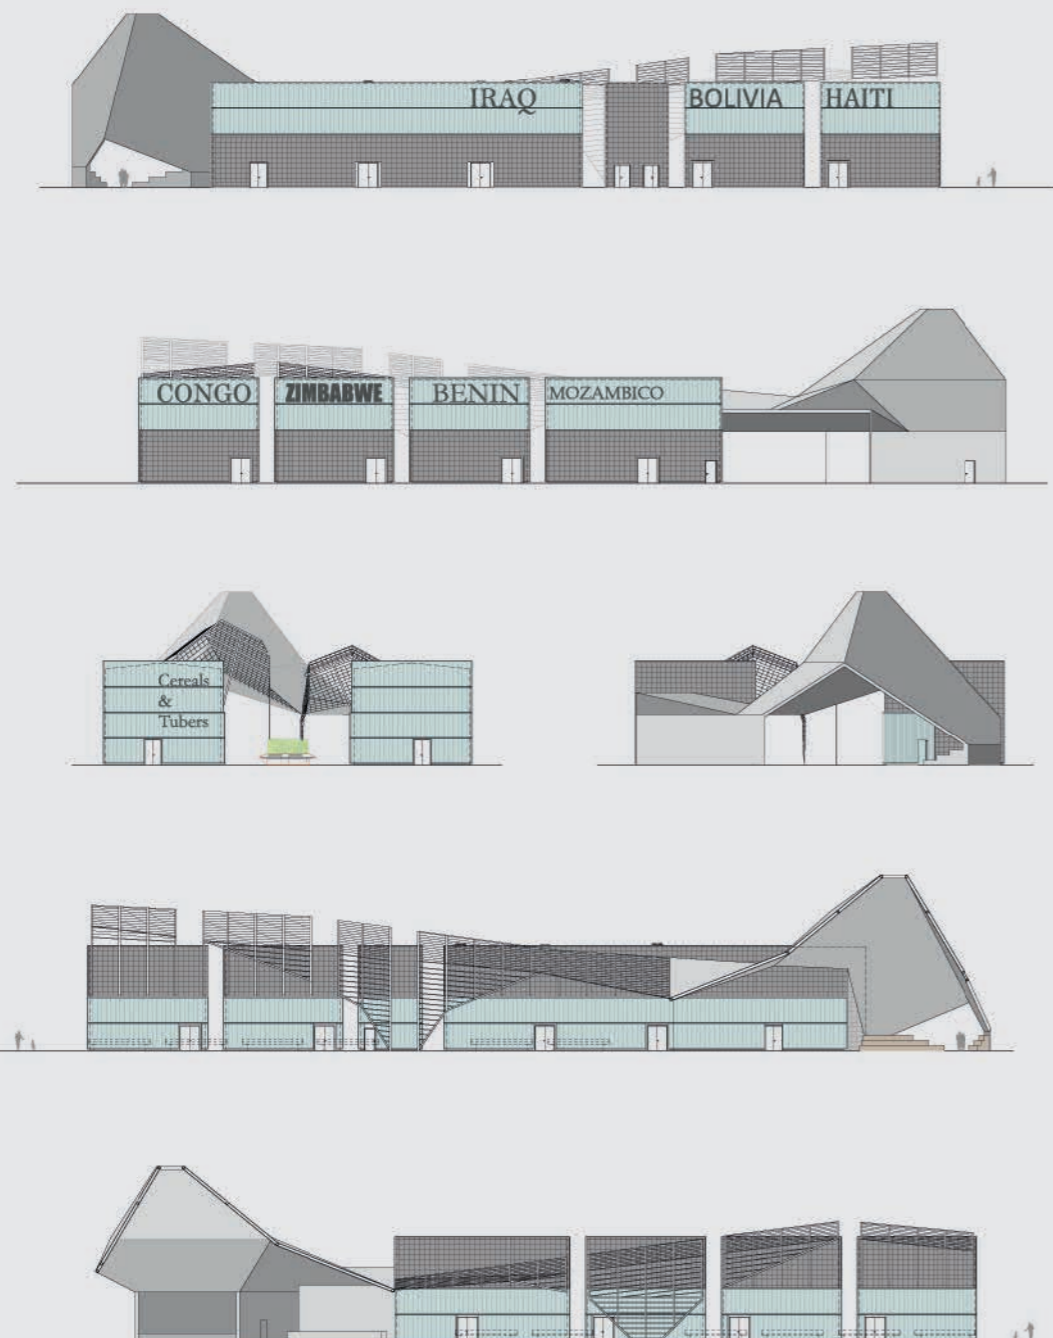 IRAQ
BOLIVIA
HAITI
CONGO
ZIMBABWE
BENIN
MOZAMBICO
Cereals
&
Tubers